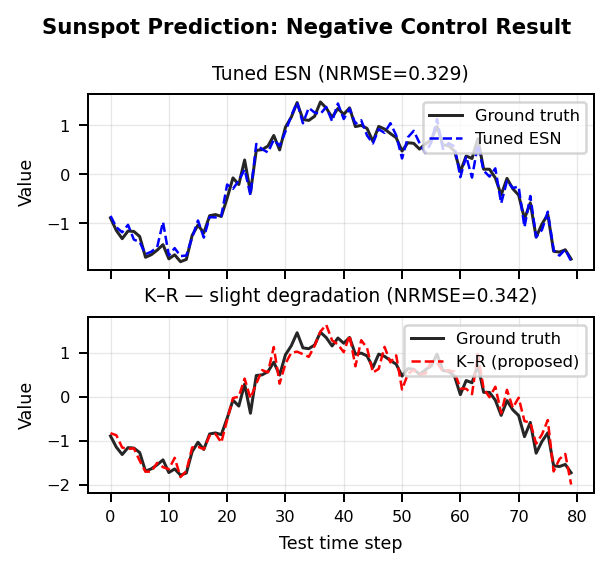 Sunspot Prediction: Negative Control Result
Tuned ESN (NRMSE=0.329)
Value
1
0
−1
Ground truth
Tuned ESN
K–R — slight degradation (NRMSE=0.342)
Value
1
0
−1
−2
Ground truth
K–R (proposed)
0 10 20 30 40 50 60 70 80
Test time step